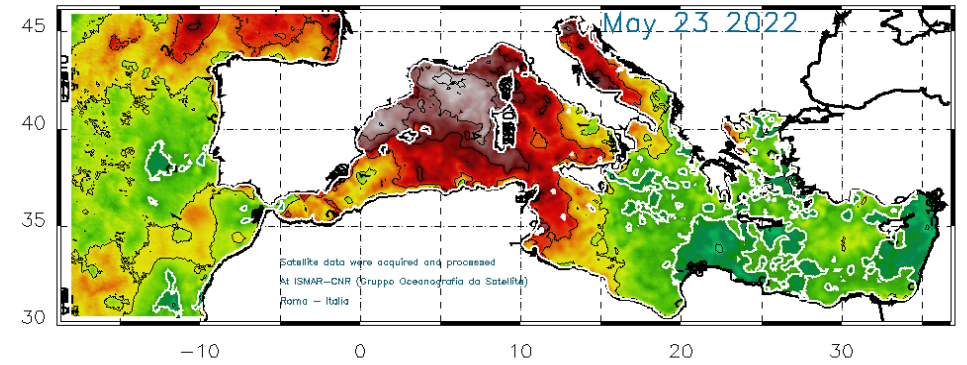 May 23 2022
45
40
35
30
Satellite data were acquired and processed
At ISMAR-CNR (Gruppo Oceanografia da Satellite)
Roma - Italia
-10 0 10 20 30